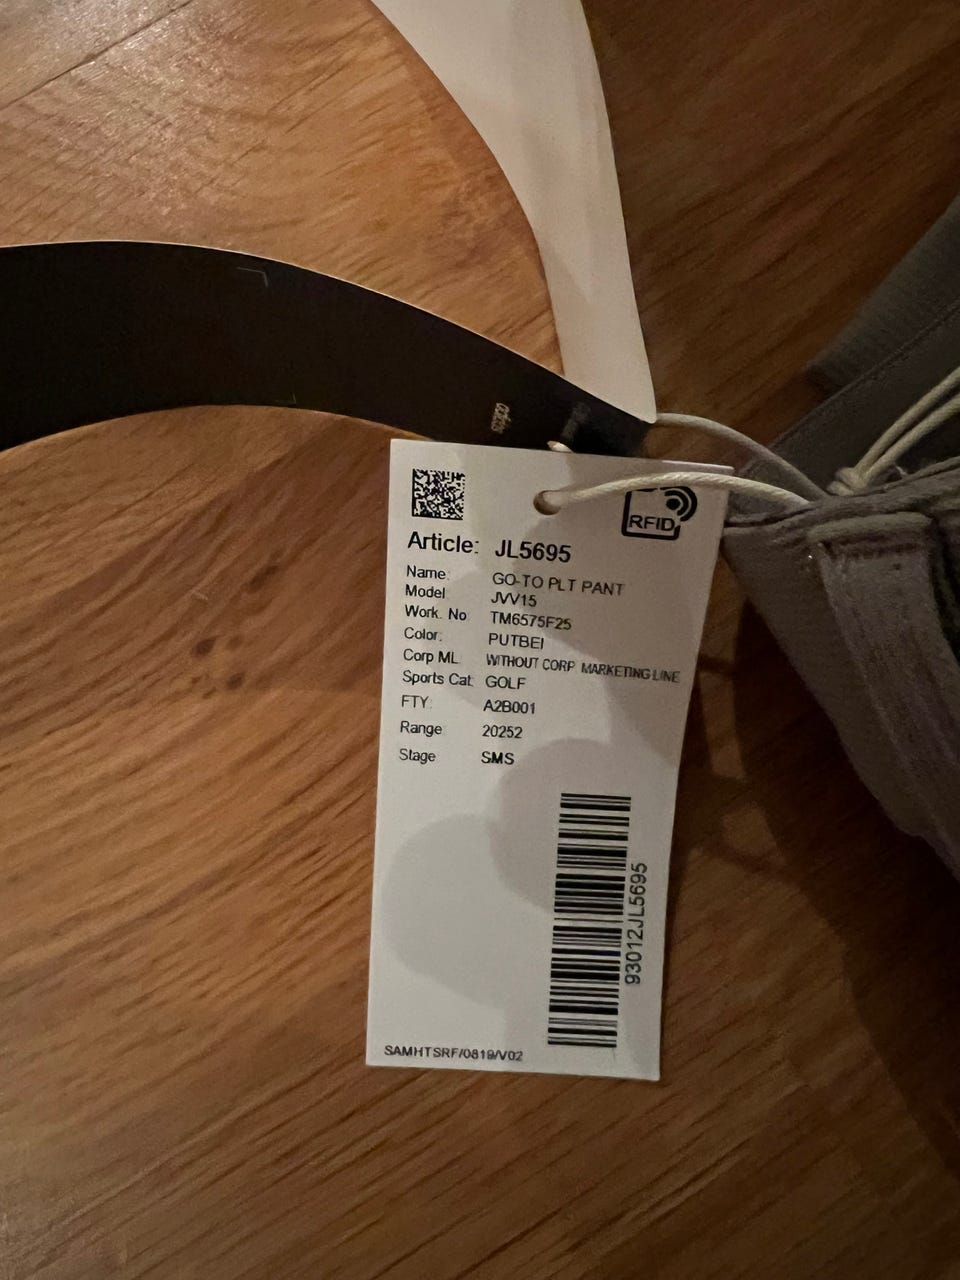 adidas
RFID
Article: JL5695
Name: GO-TO PLT PANT
Model JVV15
Work. No TM6575F25
Color: PUTBEI
Corp ML WITHOUT CORP MARKETING LINE
Sports Cat GOLF
FTY: A2B001
Range: 20252
Stage: SMS
93012JL5695
SAMHTSRF/0819/V02